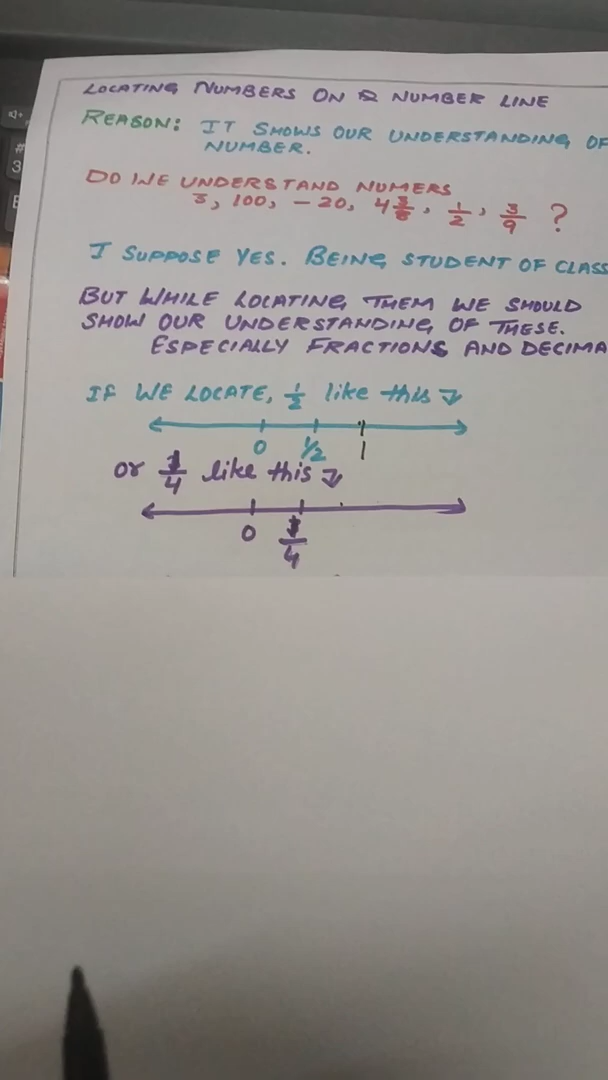 LOCATING NUMBERS ON A NUMBER LINE
REASON: IT SHOWS OUR UNDERSTANDING OF
NUMBER.
DO WE UNDERSTAND NUMERS
3, 100, -20, 4 3/8, 1/2, 3/9 ?
I SUPPOSE YES. BEING STUDENT OF CLASS
BUT WHILE LOCATING THEM WE SHOULD
SHOW OUR UNDERSTANDING OF THESE.
ESPECIALLY FRACTIONS AND DECIMA
IF WE LOCATE, 1/2 like this
0 1/2 1
or 1/4 like this
0 1/4
# 3